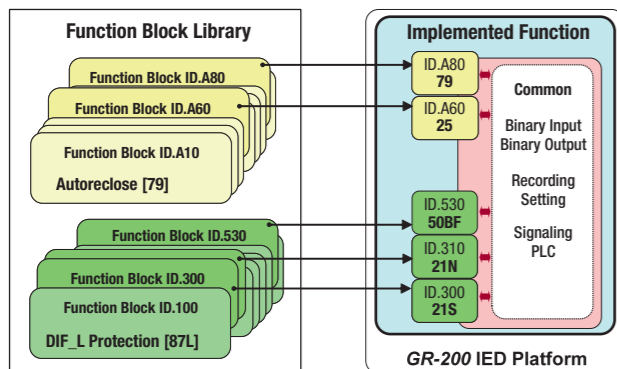 Function Block Library
Function Block ID.A80
Function Block ID.A60
Function Block ID.A10
Autoreclose [79]
Function Block ID.530
Function Block ID.300
Function Block ID.100
DIF_L Protection [87L]
Implemented Function
ID.A80
79
ID.A60
25
ID.530
50BF
ID.310
21N
ID.300
21S
Common
Binary Input
Binary Output
Recording
Setting
Signaling
PLC
GR-200 IED Platform